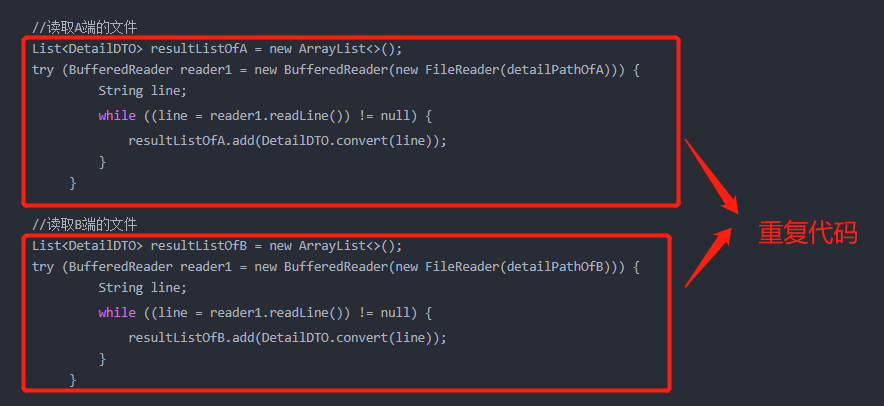 //读取A端的文件
List<DetailDTO> resultListOfA = new ArrayList<>();
try (BufferedReader reader1 = new BufferedReader(new FileReader(detailPathOfA))) {
String line;
while ((line = reader1.readLine()) != null) {
resultListOfA.add(DetailDTO.convert(line));
}
}
//读取B端的文件
List<DetailDTO> resultListOfB = new ArrayList<>();
try (BufferedReader reader1 = new BufferedReader(new FileReader(detailPathOfB))) {
String line;
while ((line = reader1.readLine()) != null) {
resultListOfB.add(DetailDTO.convert(line));
}
}
重复代码